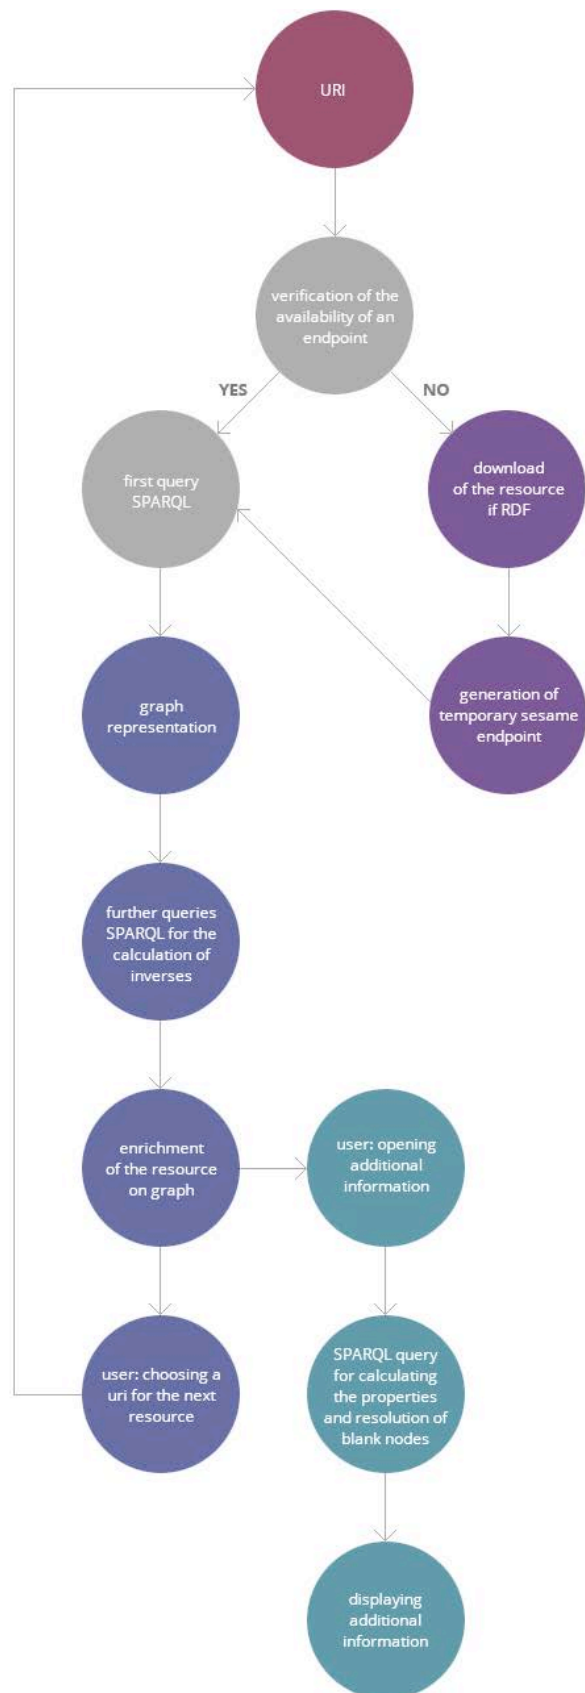 URI
verification of the
availability of an
endpoint
YES
NO
first query
SPARQL
download
of the resource
if RDF
graph
representation
generation of
temporary sesame
endpoint
further queries
SPARQL for the
calculation of
inverses
enrichment
of the resource
on graph
user: opening
additional
information
user: choosing a
uri for the next
resource
SPARQL query
for calculating
the properties
and resolution of
blank nodes
displaying
additional
information